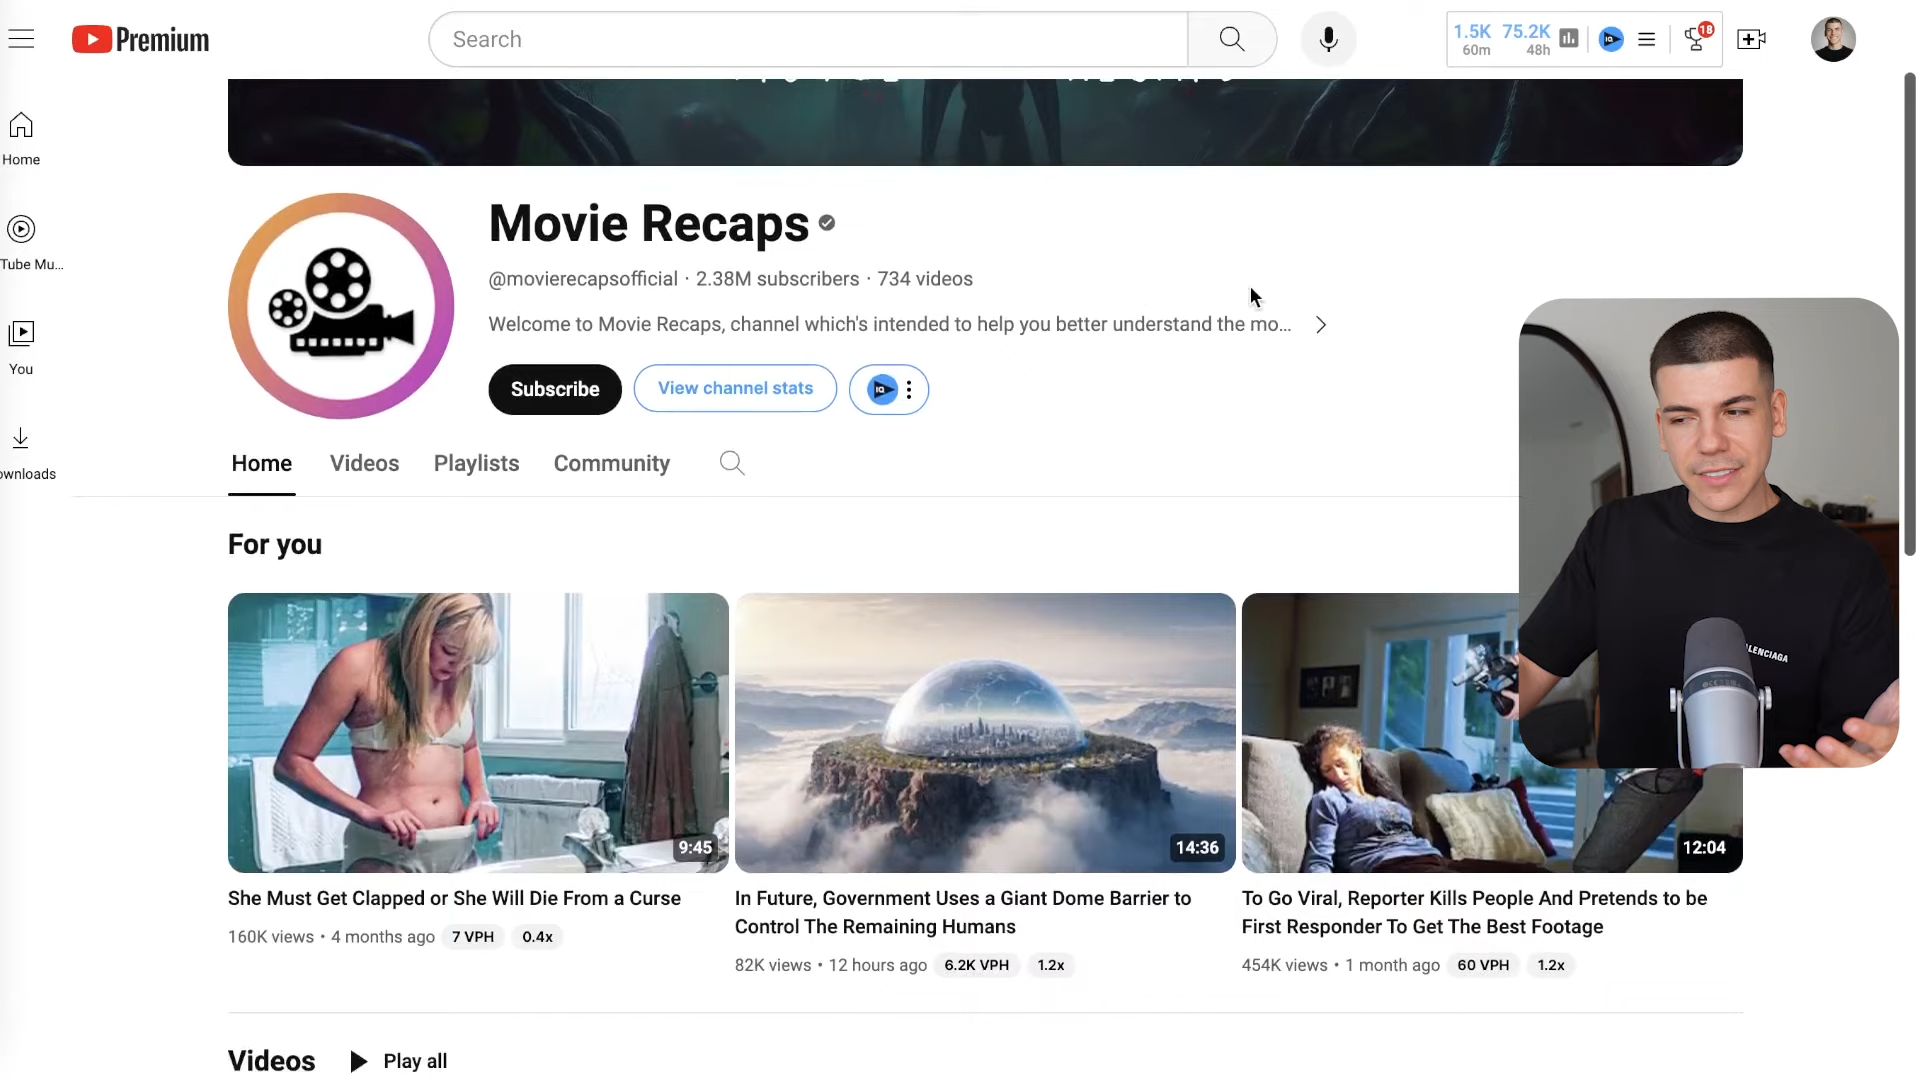 Premium
Search
1.5K 75.2K
60m 48h
18
Home
Tube Mu...
You
ownloads
Movie Recaps
@movierecapsofficial · 2.38M subscribers · 734 videos
Welcome to Movie Recaps, channel which's intended to help you better understand the mo...
Subscribe
View channel stats
IQ
Home
Videos
Playlists
Community
For you
LENCIAGA
9:45
14:36
12:04
She Must Get Clapped or She Will Die From a Curse
160K views • 4 months ago 7 VPH 0.4x
In Future, Government Uses a Giant Dome Barrier to
Control The Remaining Humans
82K views • 12 hours ago 6.2K VPH 1.2x
To Go Viral, Reporter Kills People And Pretends to be
First Responder To Get The Best Footage
454K views • 1 month ago 60 VPH 1.2x
Videos
Play all